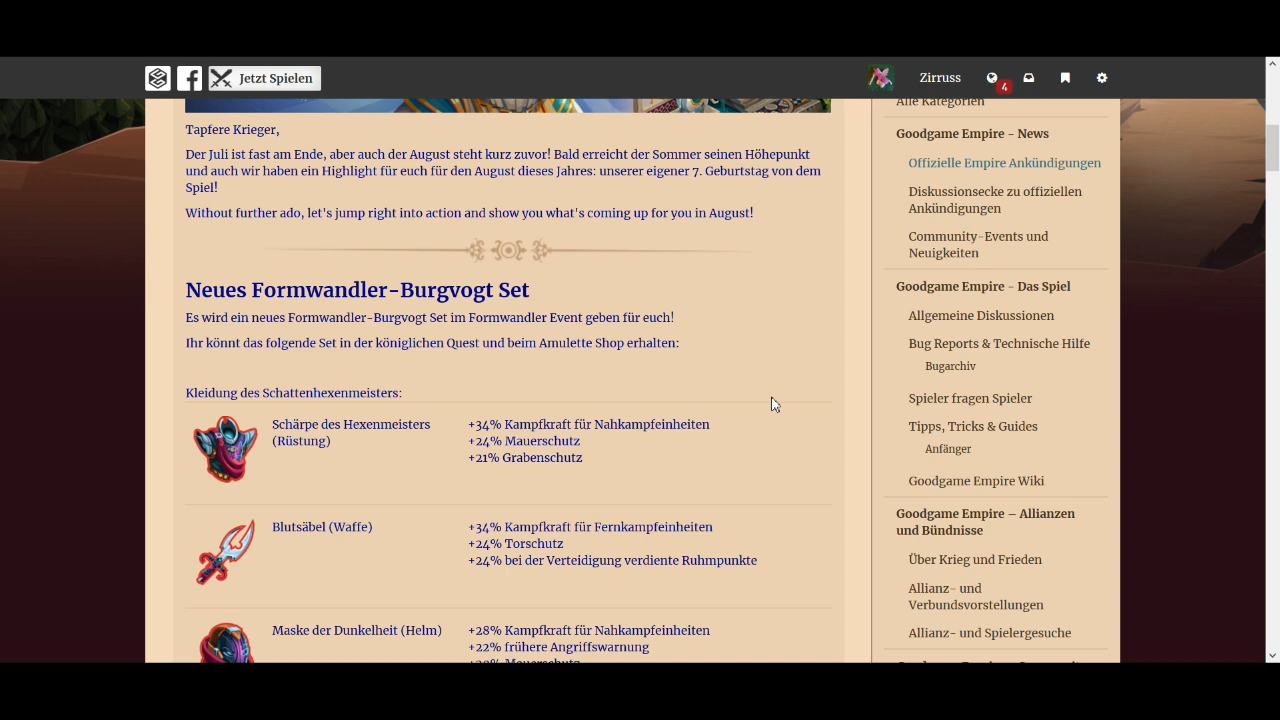 Jetzt Spielen
Zirruss
4
Tapfere Krieger,
Der Juli ist fast am Ende, aber auch der August steht kurz zuvor! Bald erreicht der Sommer seinen Höhepunkt
und auch wir haben ein Highlight für euch für den August dieses Jahres: unserer eigener 7. Geburtstag von dem
Spiel!
Without further ado, let's jump right into action and show you what's coming up for you in August!
Neues Formwandler-Burgvogt Set
Es wird ein neues Formwandler-Burgvogt Set im Formwandler Event geben für euch!
Ihr könnt das folgende Set in der königlichen Quest und beim Amulette Shop erhalten:
Kleidung des Schattenhexenmeisters:
Schärpe des Hexenmeisters
(Rüstung)
+34% Kampfkraft für Nahkampfeinheiten
+24% Mauerschutz
+21% Grabenschutz
Blutsäbel (Waffe)
+34% Kampfkraft für Fernkampfeinheiten
+24% Torschutz
+24% bei der Verteidigung verdiente Ruhmpunkte
Maske der Dunkelheit (Helm)
+28% Kampfkraft für Nahkampfeinheiten
+22% frühere Angriffswarnung
Mauerschutz
Alle Kategorien
Goodgame Empire - News
Offizielle Empire Ankündigungen
Diskussionsecke zu offiziellen
Ankündigungen
Community-Events und
Neuigkeiten
Goodgame Empire - Das Spiel
Allgemeine Diskussionen
Bug Reports & Technische Hilfe
Bugarchiv
Spieler fragen Spieler
Tipps, Tricks & Guides
Anfänger
Goodgame Empire Wiki
Goodgame Empire – Allianzen
und Bündnisse
Über Krieg und Frieden
Allianz- und
Verbundsvorstellungen
Allianz- und Spielergesuche